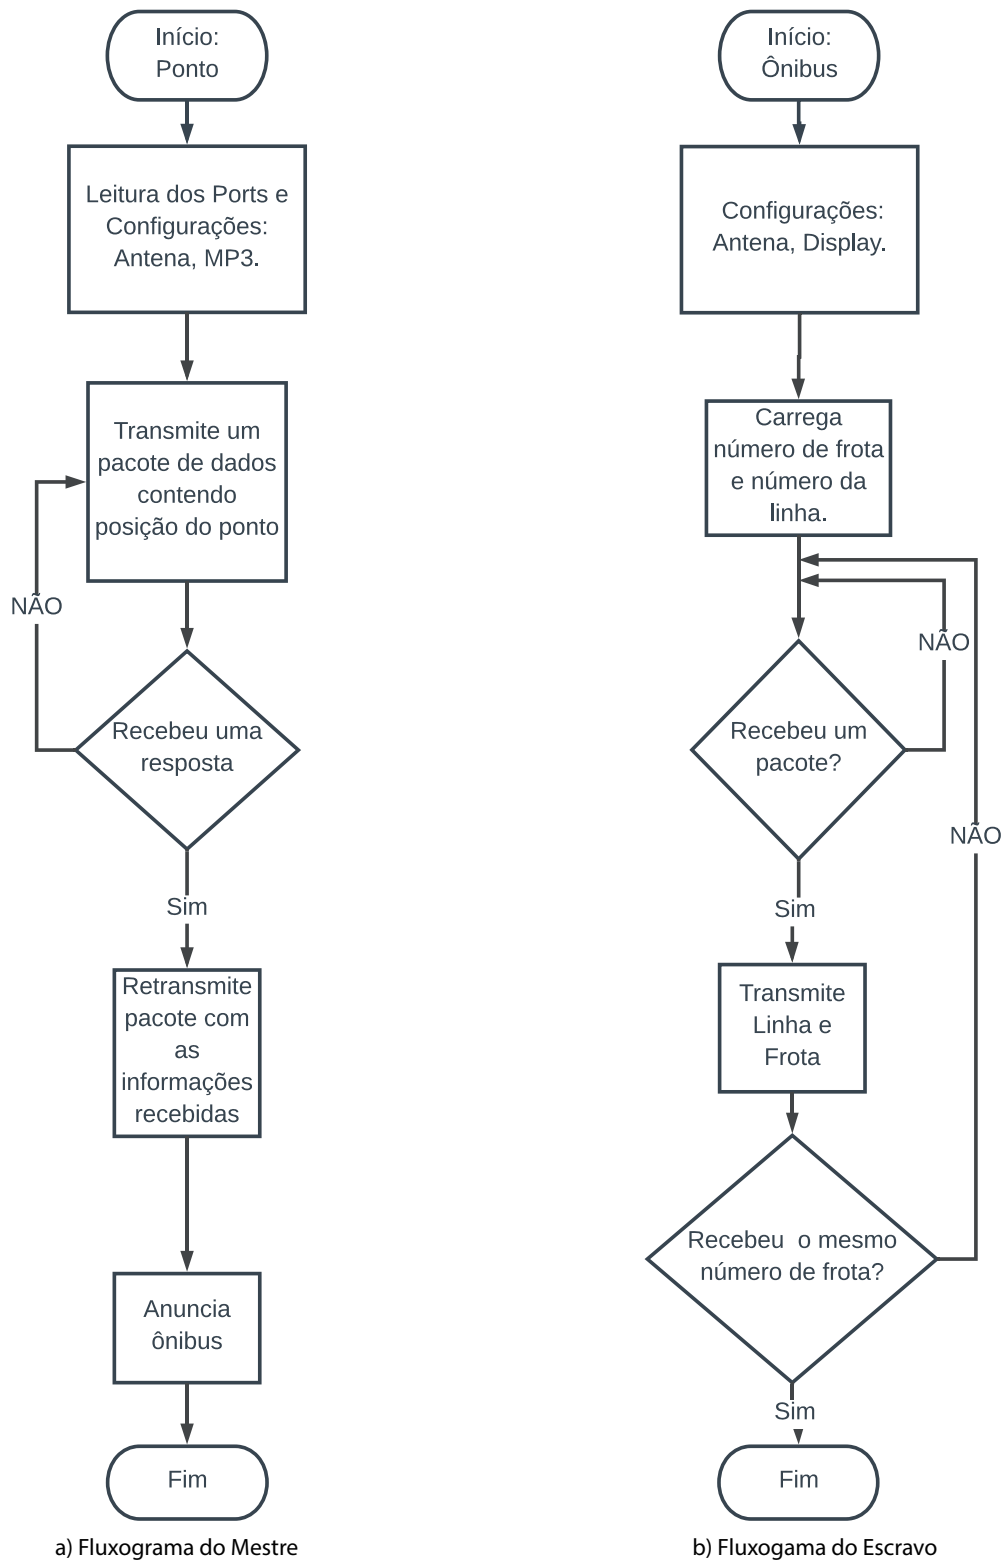 Início:
Ponto
Leitura dos Ports e
Configurações:
Antena, MP3.
Transmite um
pacote de dados
contendo
posição do ponto
NÃO
Recebeu uma
resposta
Sim
Retransmite
pacote com
as
informações
recebidas
Anuncia
ônibus
Fim
a) Fluxograma do Mestre
Início:
Ônibus
Configurações:
Antena, Display.
Carrega
número de frota
e número da
linha.
NÃO
Recebeu um
pacote?
NÃO
Sim
Transmite
Linha e
Frota
Recebeu o mesmo
número de frota?
Sim
Fim
b) Fluxogama do Escravo